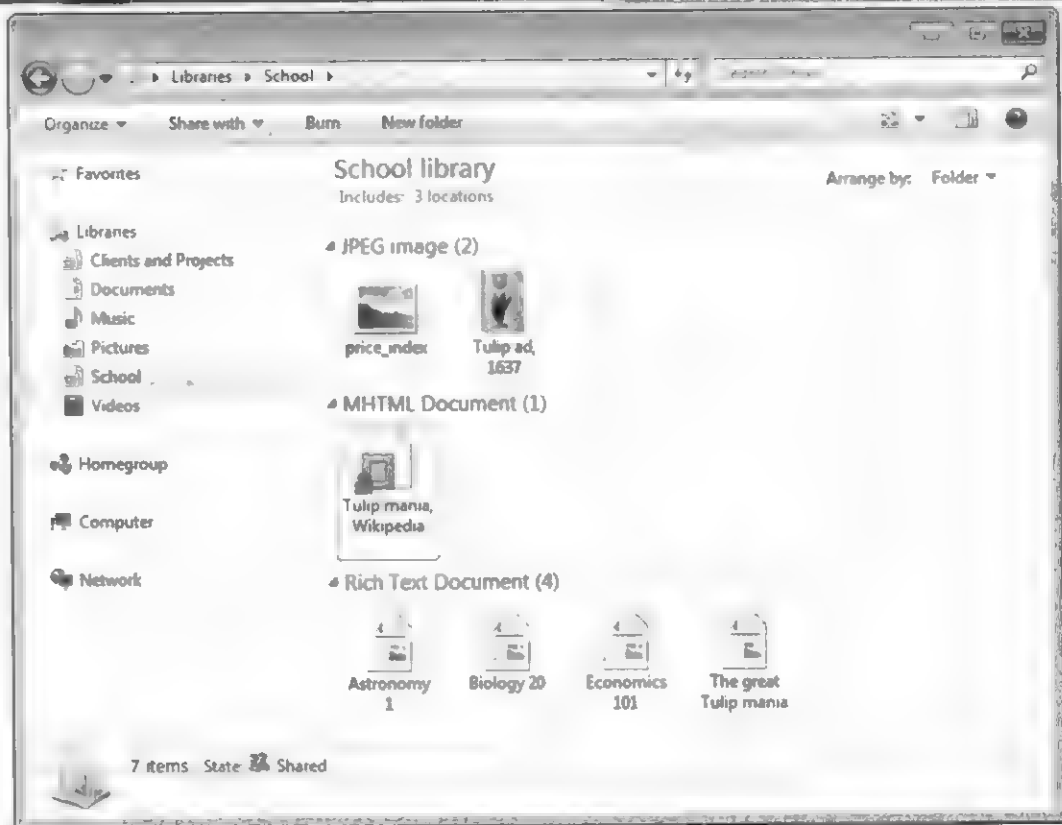 Libraries School
Organize Share with Burn New folder
Favorites
Libraries
Clients and Projects
Documents
Music
Pictures
School
Videos
Homegroup
Computer
Network
School library
Includes: 3 locations
Arrange by: Folder
JPEG image (2)
price_index
Tulip ad,
1637
MHTML Document (1)
Tulip mania,
Wikipedia
Rich Text Document (4)
Astronomy
1
Biology 20
Economics
101
The great
Tulip mania
7 items State: Shared